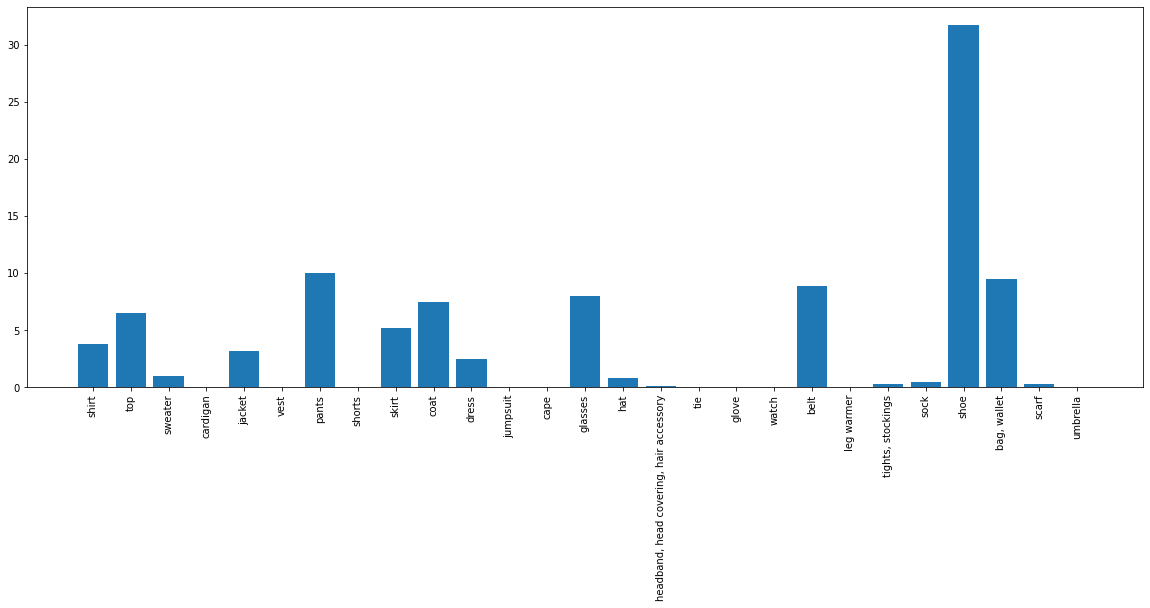 30
25
20
15
10
5
0
shirt
top
sweater
cardigan
jacket
vest
pants
shorts
skirt
coat
dress
jumpsuit
cape
glasses
hat
headband, head covering, hair accessory
tie
glove
watch
belt
leg warmer
tights, stockings
sock
shoe
bag, wallet
scarf
umbrella